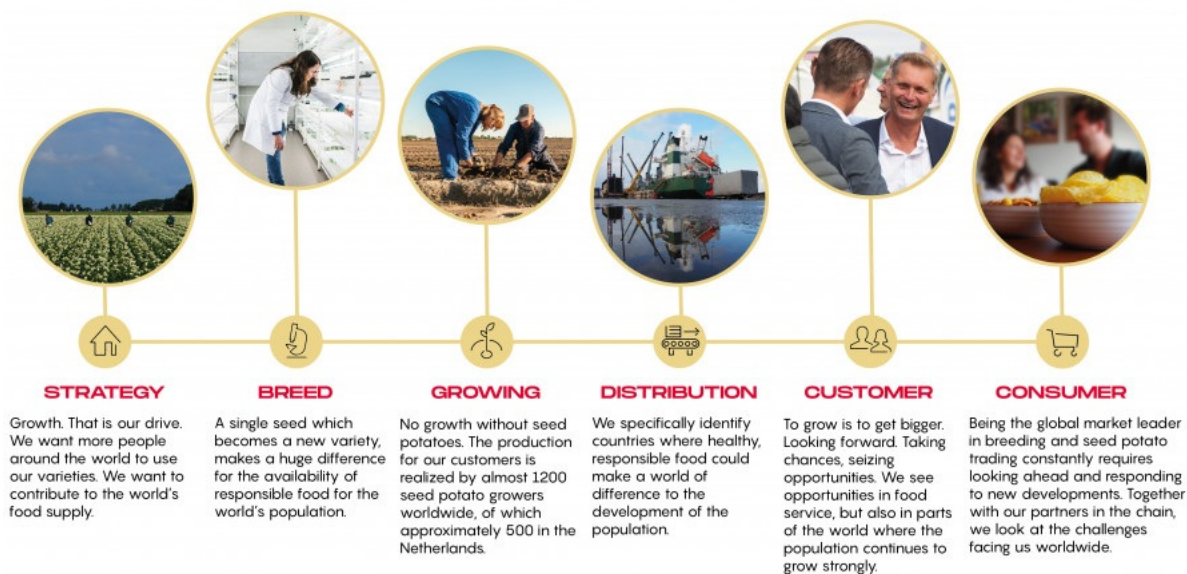 STRATEGY
Growth. That is our drive.
We want more people
around the world to use
our varieties. We want to
contribute to the world's
food supply.
BREED
A single seed which
becomes a new variety,
makes a huge difference
for the availability of
responsible food for the
world's population.
GROWING
No growth without seed
potatoes. The production
for our customers is
realized by almost 1200
seed potato growers
worldwide, of which
approximately 500 in the
Netherlands.
DISTRIBUTION
We specifically identify
countries where healthy,
responsible food could
make a world of
difference to the
development of the
population.
CUSTOMER
To grow is to get bigger.
Looking forward. Taking
chances, seizing
opportunities. We see
opportunities in food
service, but also in parts
of the world where the
population continues to
grow strongly.
CONSUMER
Being the global market leader
in breeding and seed potato
trading constantly requires
looking ahead and responding
to new developments. Together
with our partners in the chain,
we look at the challenges
facing us worldwide.